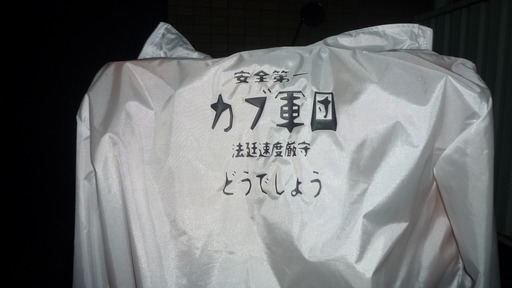 安全第一
カブ軍団
法廷速度厳守
どうでしょう